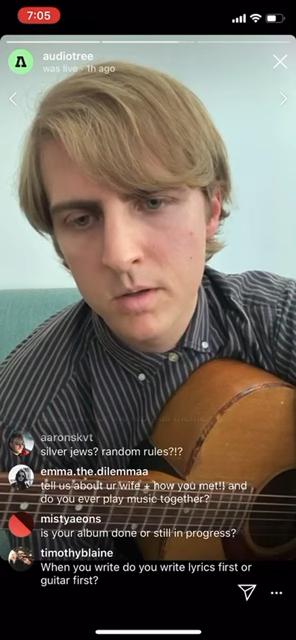 7:05
audiotree
was live · 1h ago
aaronskvt
silver jews? random rules?!?
emma.the.dilemmaa
tell us about ur wife + how you met!! and
do you ever play music together?
mistyaeons
is your album done or still in progress?
timothyblaine
When you write do you write lyrics first or
guitar first?